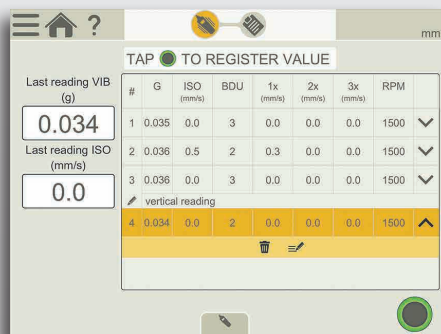 ?
mm
TAP TO REGISTER VALUE
Last reading VIB
(g)
0.034
Last reading ISO
(mm/s)
0.0
# G ISO (mm/s) BDU 1x (mm/s) 2x (mm/s) 3x (mm/s) RPM
1 0.035 0.0 3 0.0 0.0 0.0 1500
2 0.036 0.5 2 0.3 0.0 0.0 1500
3 0.036 0.0 3 0.0 0.0 0.0 1500
vertical reading
4 0.034 0.0 2 0.0 0.0 0.0 1500